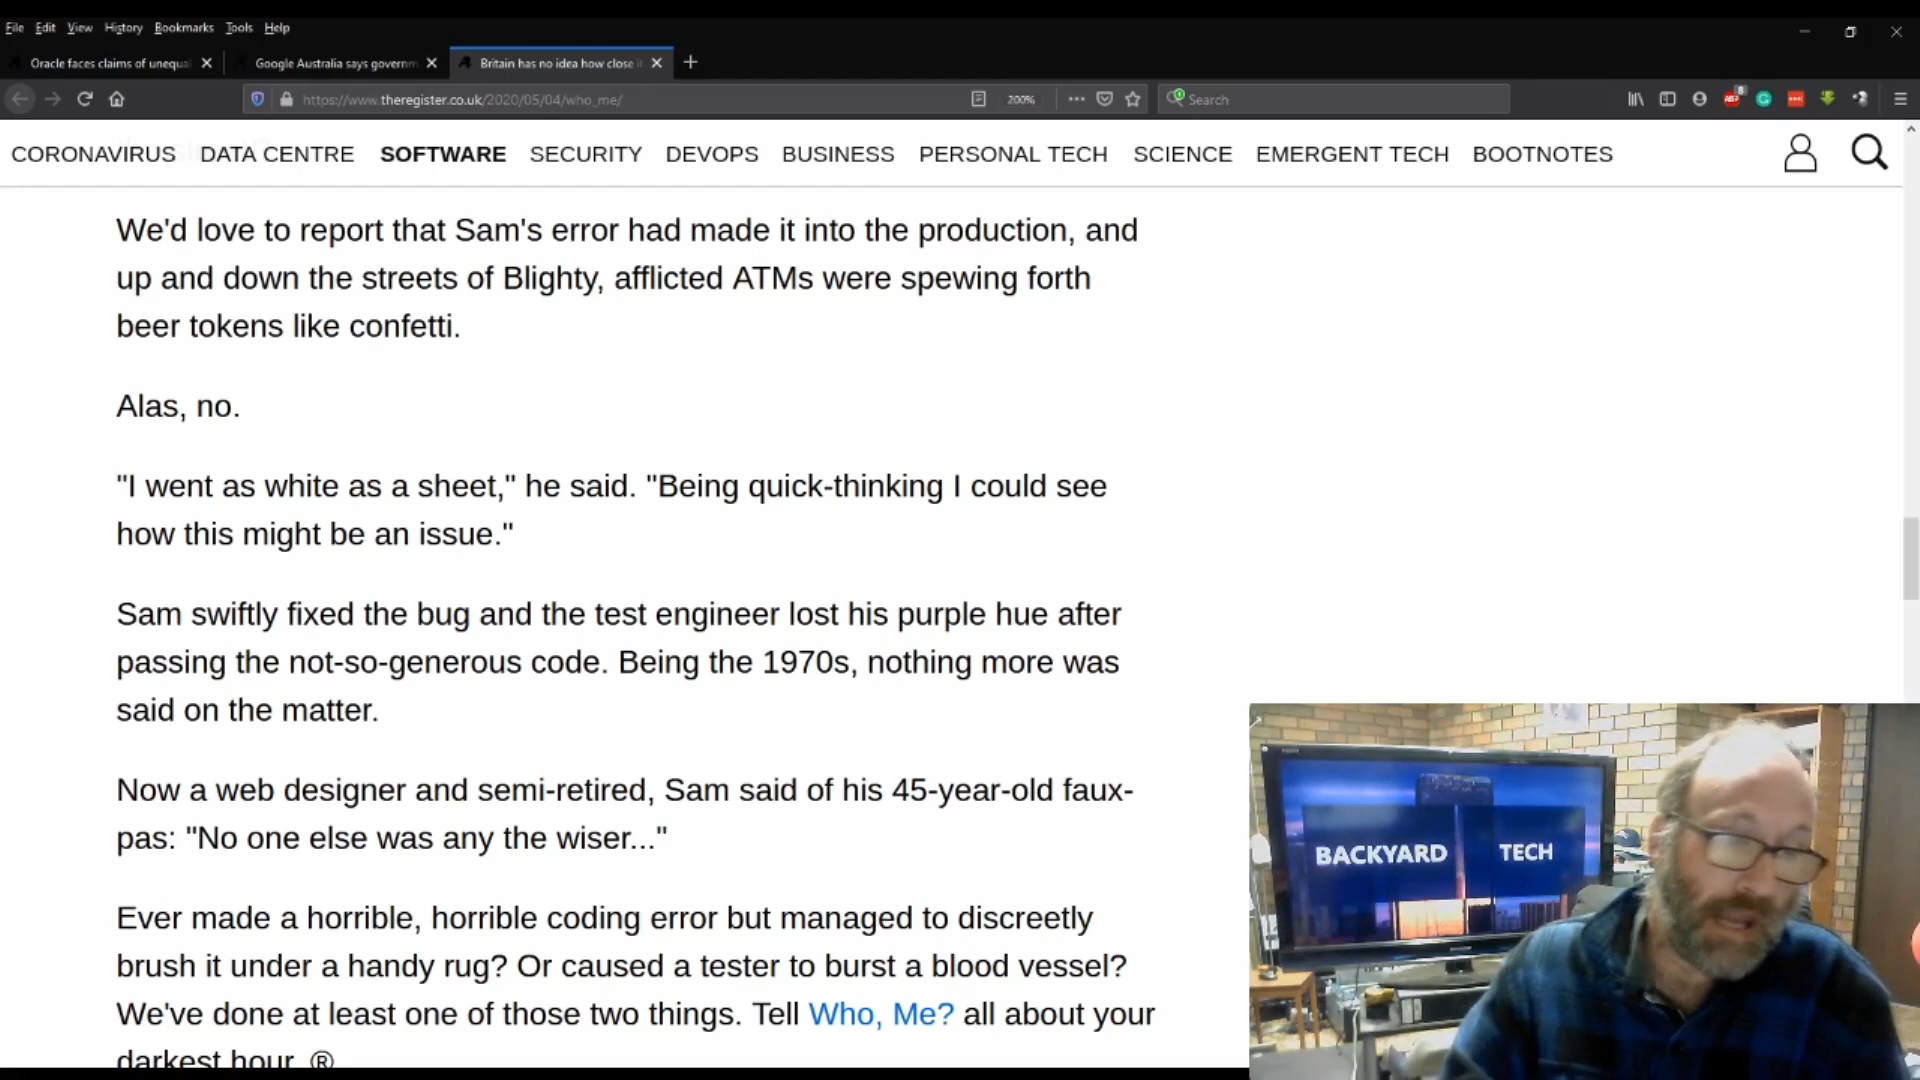 File Edit View History Bookmarks Tools Help
Oracle faces claims of unequa
Google Australia says governm
Britain has no idea how close i
https://www.theregister.co.uk/2020/05/04/who_me/
200%
Search
8
CORONAVIRUS DATA CENTRE SOFTWARE SECURITY DEVOPS BUSINESS PERSONAL TECH SCIENCE EMERGENT TECH BOOTNOTES
We'd love to report that Sam's error had made it into the production, and
up and down the streets of Blighty, afflicted ATMs were spewing forth
beer tokens like confetti.
Alas, no.
"I went as white as a sheet," he said. "Being quick-thinking I could see
how this might be an issue."
Sam swiftly fixed the bug and the test engineer lost his purple hue after
passing the not-so-generous code. Being the 1970s, nothing more was
said on the matter.
Now a web designer and semi-retired, Sam said of his 45-year-old faux-
pas: "No one else was any the wiser..."
Ever made a horrible, horrible coding error but managed to discreetly
brush it under a handy rug? Or caused a tester to burst a blood vessel?
We've done at least one of those two things. Tell Who, Me? all about your
darkest hour. ®
BACKYARD TECH